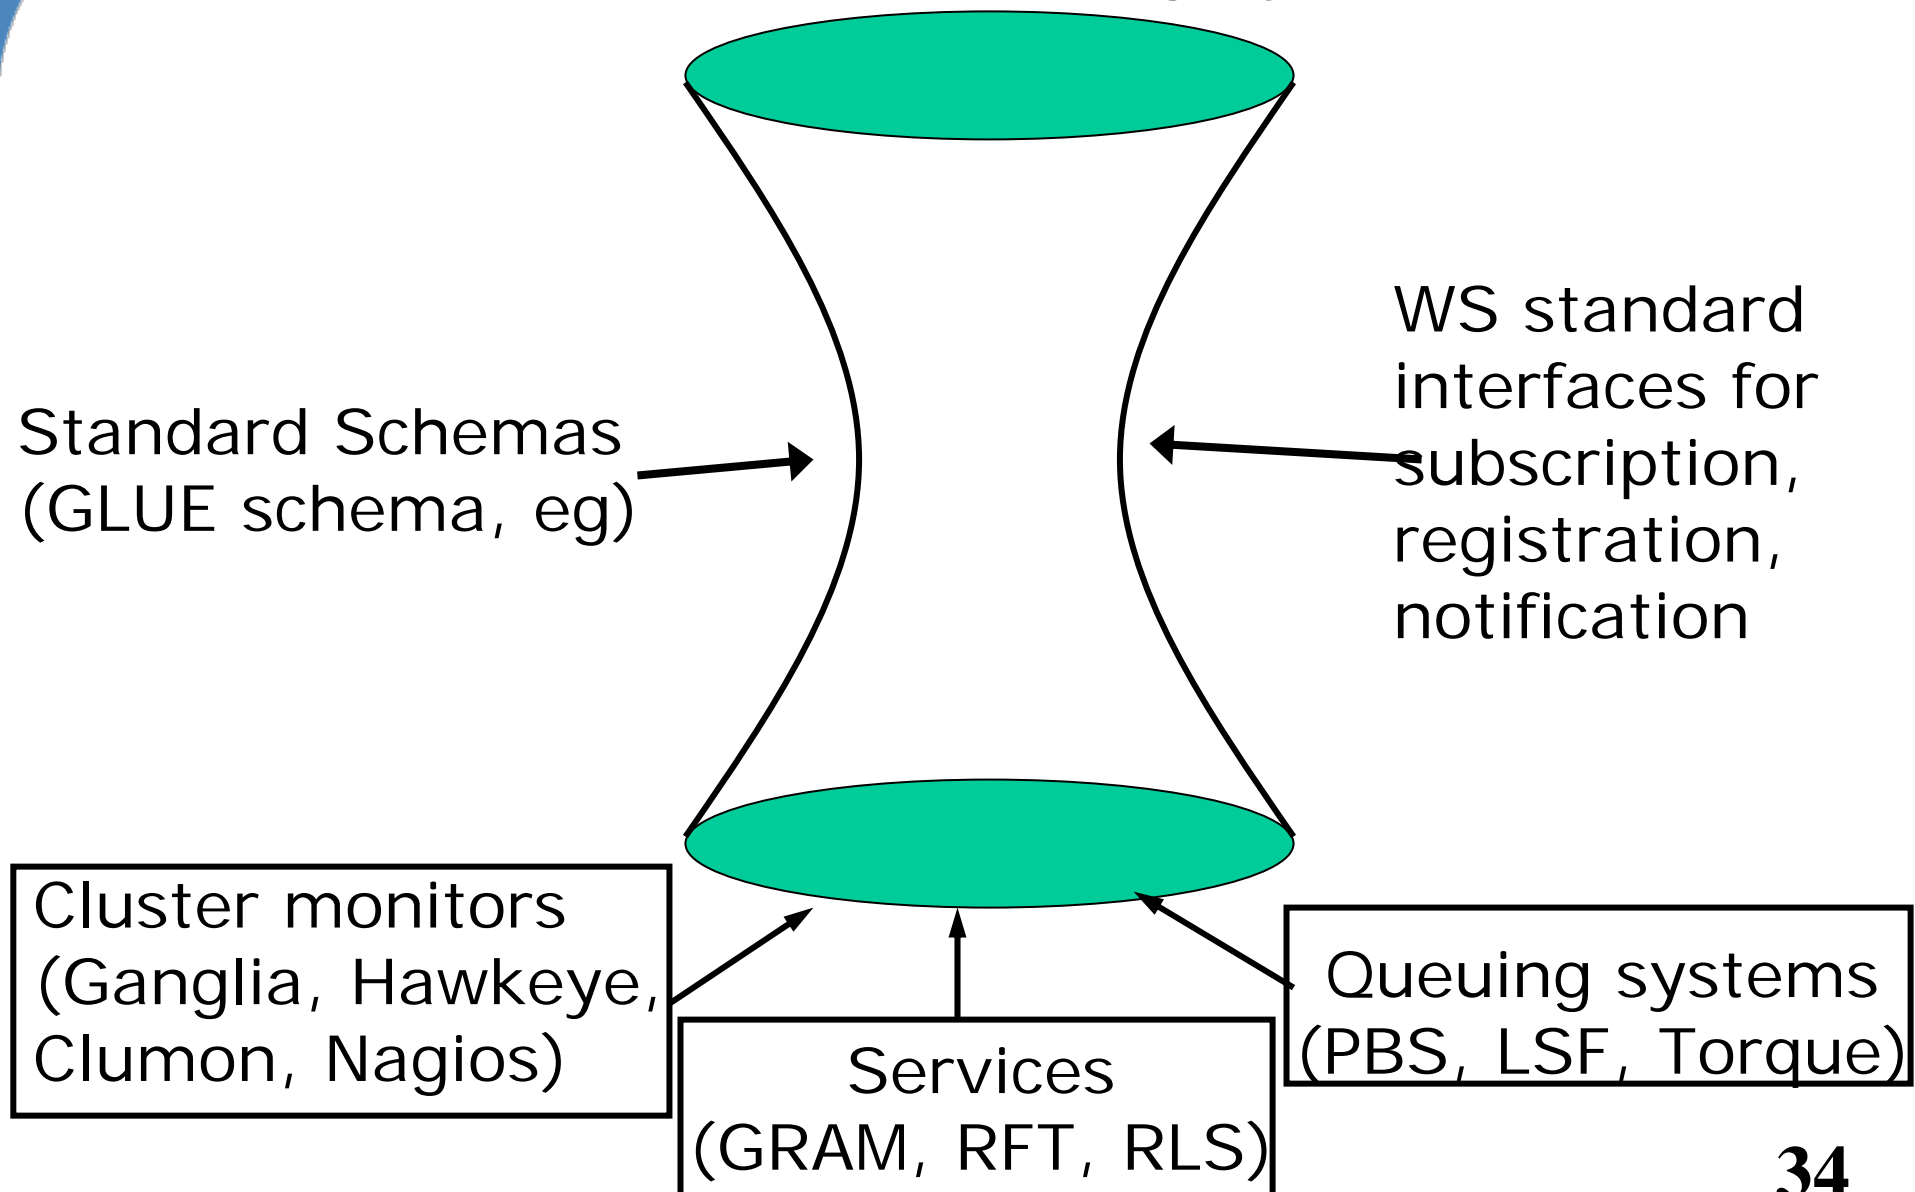 Standard Schemas
(GLUE schema, eg)
WS standard
interfaces for
subscription,
registration,
notification
Cluster monitors
(Ganglia, Hawkeye,
Clumon, Nagios)
Services
(GRAM, RFT, RLS)
Queuing systems
(PBS, LSF, Torque)
34